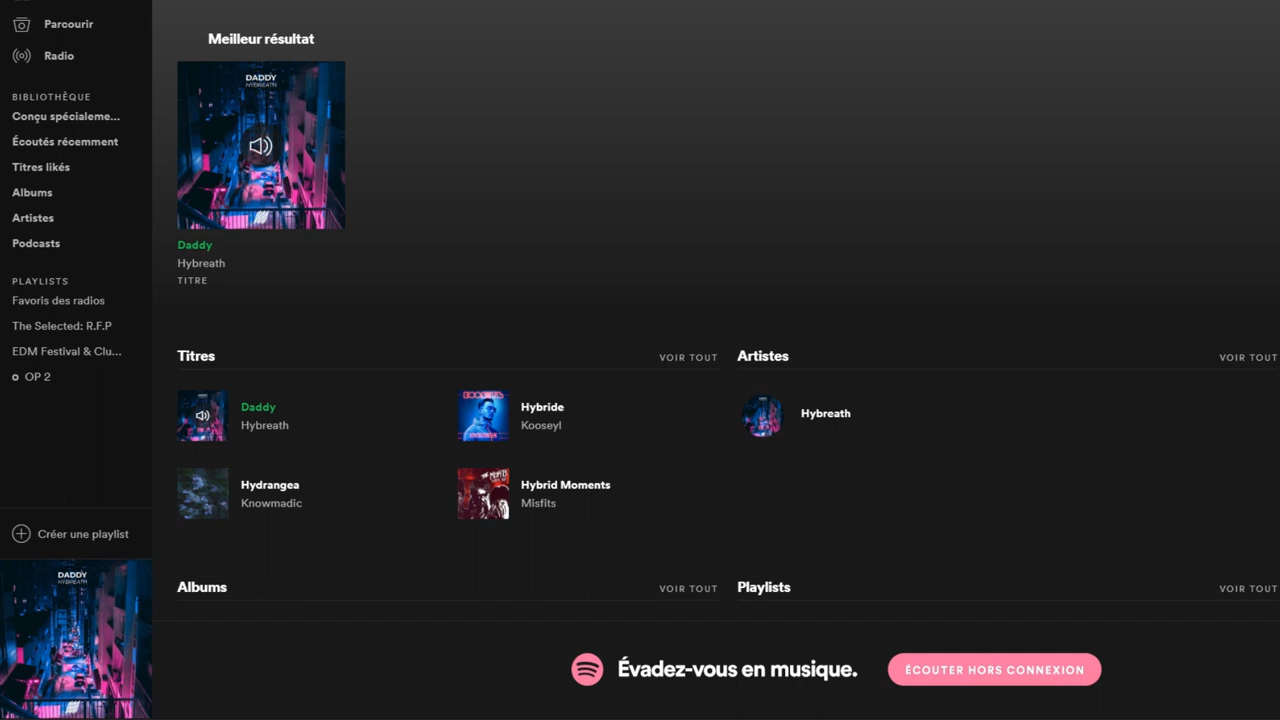 Parcourir
Radio
BIBLIOTHÈQUE
Conçu spécialeme...
Écoutés récemment
Titres likés
Albums
Artistes
Podcasts
PLAYLISTS
Favoris des radios
The Selected: R.F.P
EDM Festival & Clu...
OP 2
Créer une playlist
DADDY
HYBREATH
Meilleur résultat
DADDY
HYBREATH
Daddy
Hybreath
TITRE
Titres
VOIR TOUT
Daddy
Hybreath
Hybride
Kooseyl
Hydrangea
Knowmadic
Hybrid Moments
Misfits
Artistes
VOIR TOUT
Hybreath
Albums
VOIR TOUT
Playlists
VOIR TOUT
Évadez-vous en musique.
ÉCOUTER HORS CONNEXION